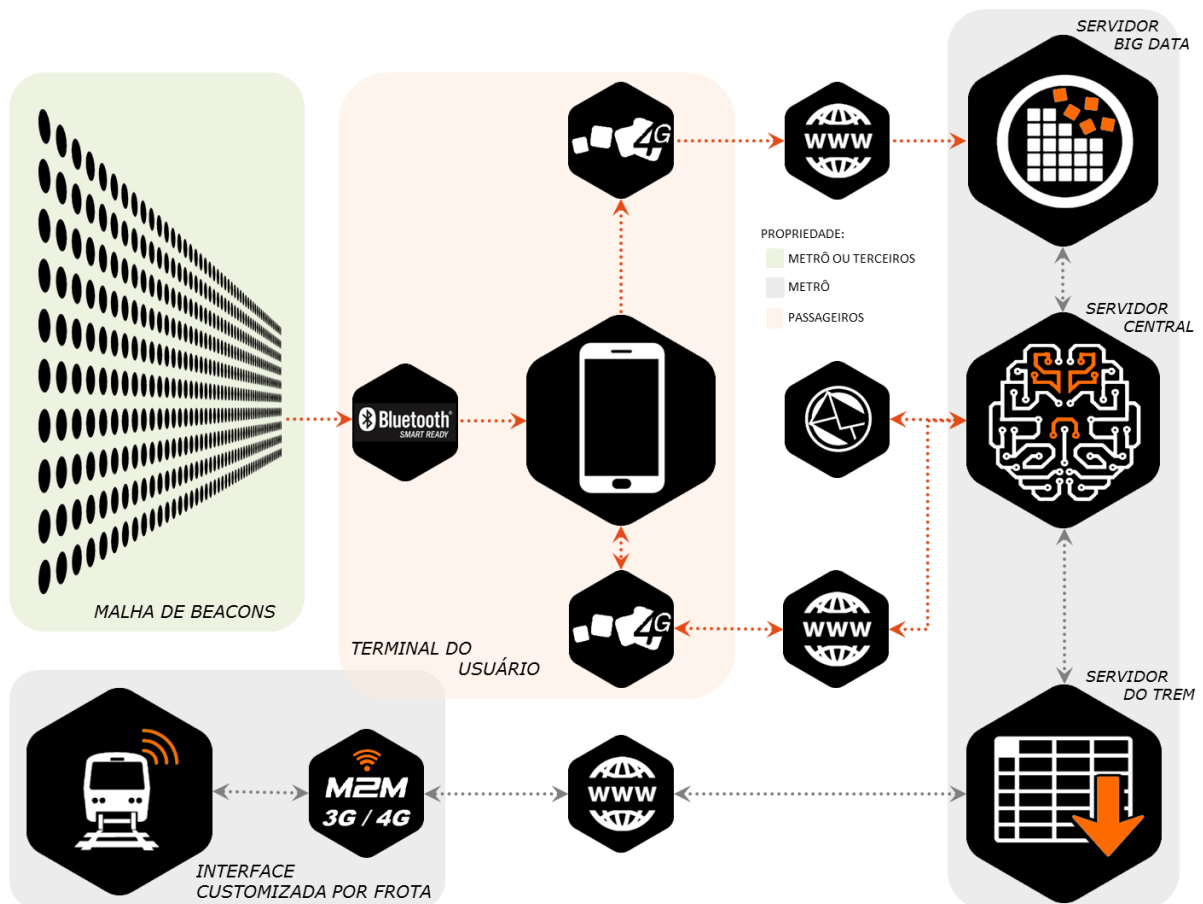 SERVIDOR
BIG DATA
4G
WWW
PROPRIEDADE:
METRÔ OU TERCEIROS
METRÔ
PASSAGEIROS
SERVIDOR
CENTRAL
Bluetooth®
SMART READY
MALHA DE BEACONS
4G
WWW
TERMINAL DO
USUÁRIO
SERVIDOR
DO TREM
M2M
3G / 4G
WWW
INTERFACE
CUSTOMIZADA POR FROTA